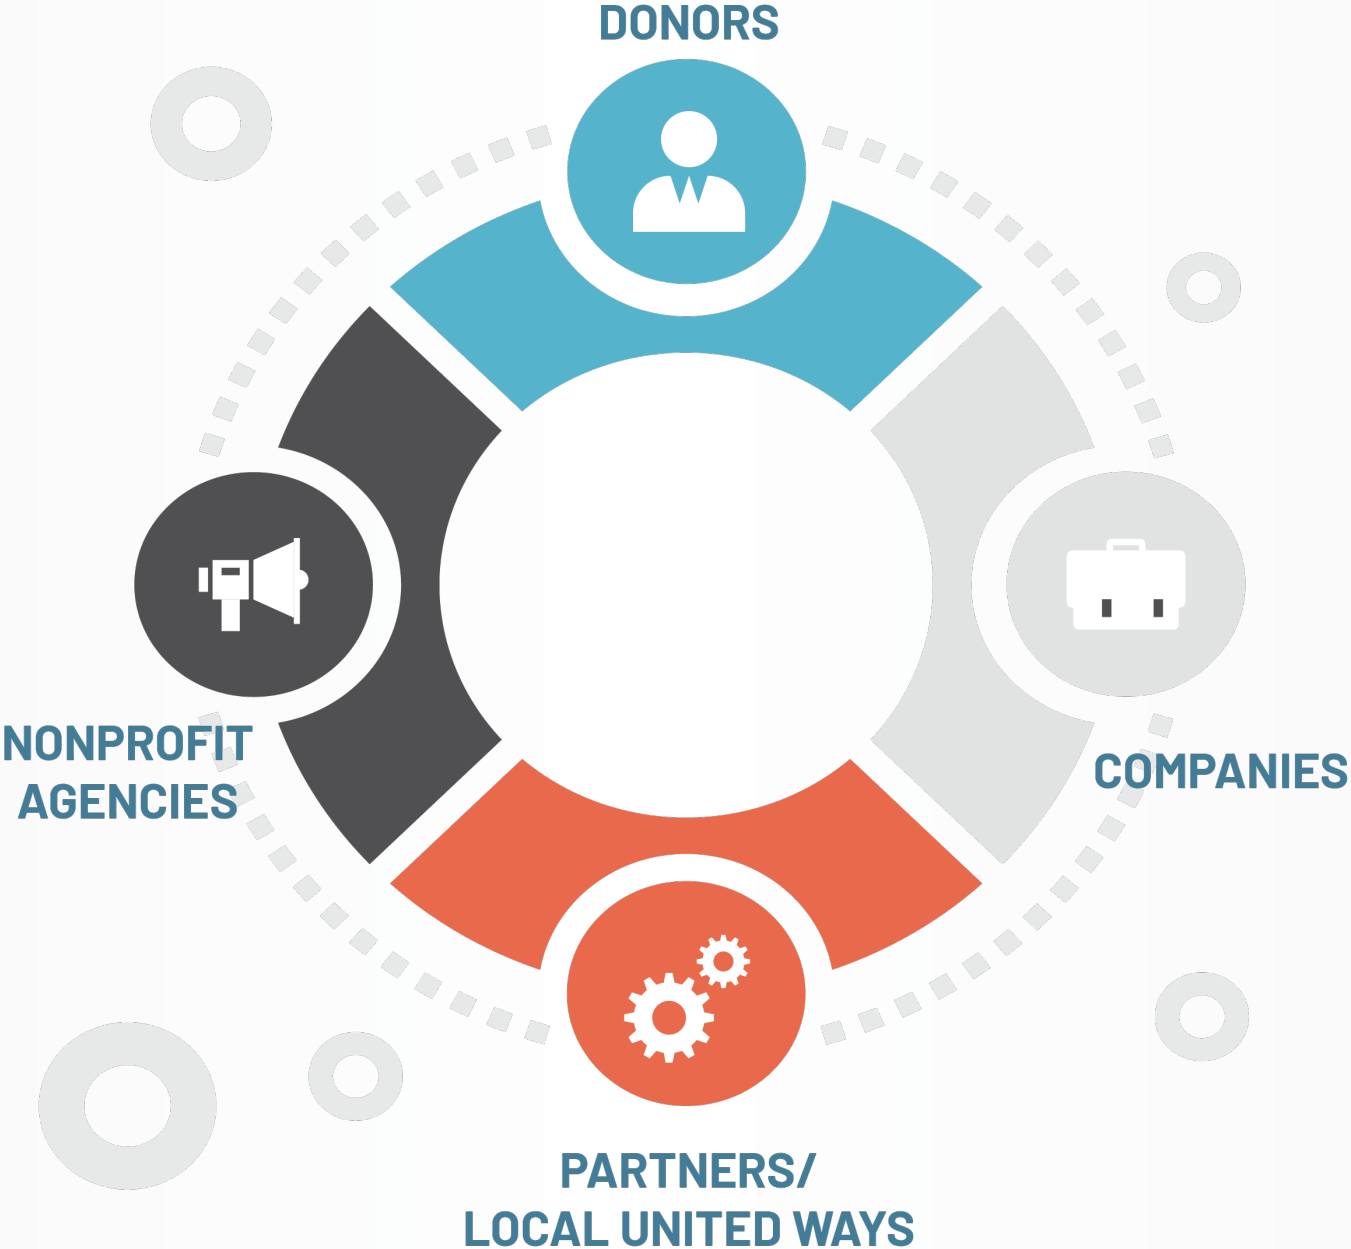 DONORS
NONPROFIT
AGENCIES
COMPANIES
PARTNERS/
LOCAL UNITED WAYS